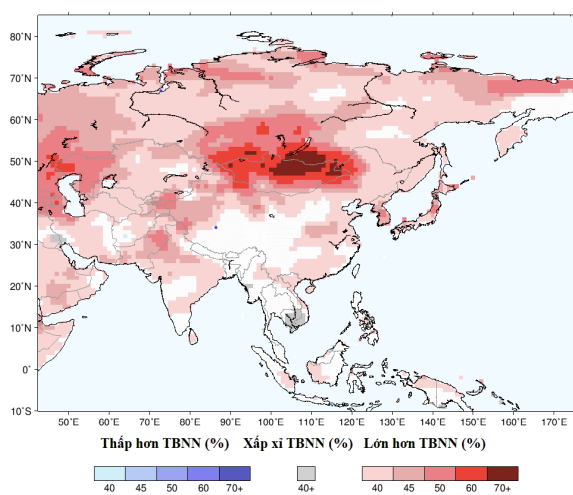 80˚N
70˚N
60˚N
50˚N
40˚N
30˚N
20˚N
10˚N
0˚
10˚S
50˚E 60˚E 70˚E 80˚E 90˚E 100˚E 110˚E 120˚E 130˚E 140˚E 150˚E 160˚E 170˚E
Thấp hơn TBNN (%) Xấp xỉ TBNN (%) Lớn hơn TBNN (%)
40 45 50 60 70+ 40+ 40 45 50 60 70+